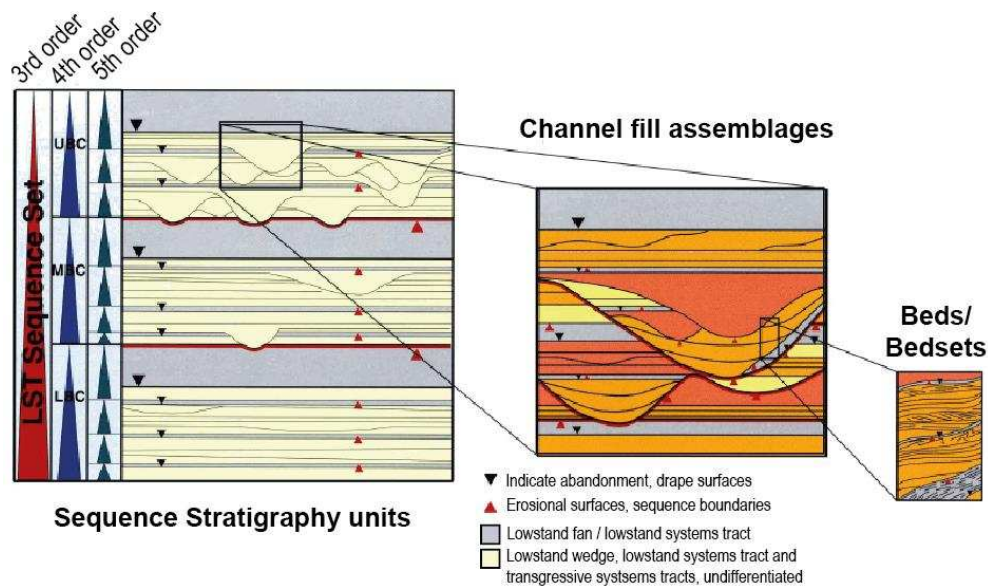 3rd order
4th order
5th order
LST Sequence Set
UBC
MBC
LBC
Sequence Stratigraphy units
Channel fill assemblages
Beds/
Bedsets
Indicate abandonment, drape surfaces
Erosional surfaces, sequence boundaries
Lowstand fan / lowstand systems tract
Lowstand wedge, lowstand systems tract and
transgressive systsems tracts, undifferentiated